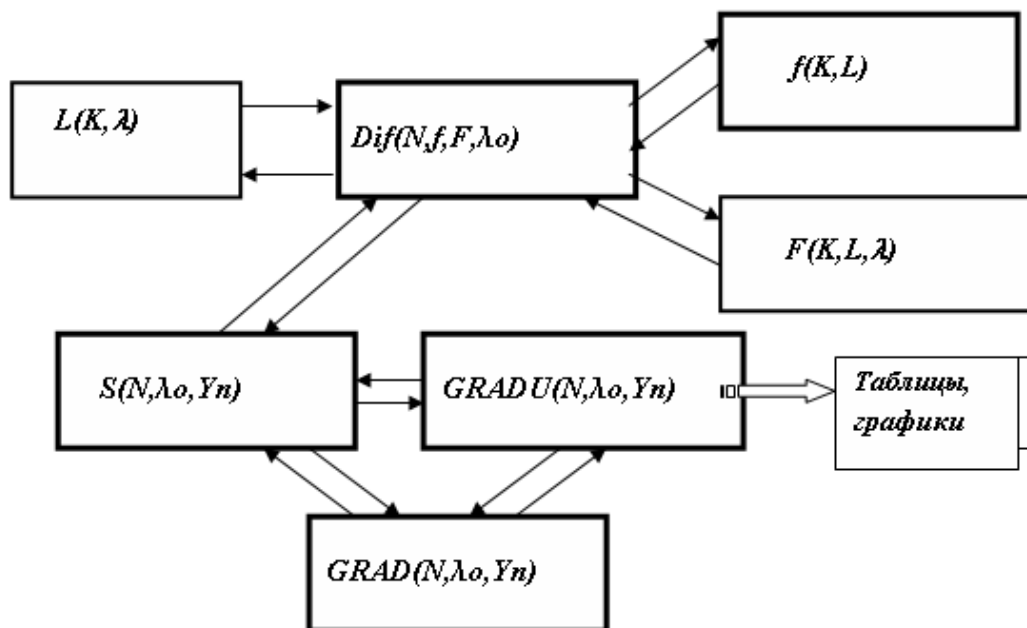 f(K,L)
L(K,λ)
Dif(N,f,F,λo)
F(K,L,λ)
S(N,λo,Yn)
GRADU(N,λo,Yn)
Таблицы,
графики
GRAD(N,λo,Yn)